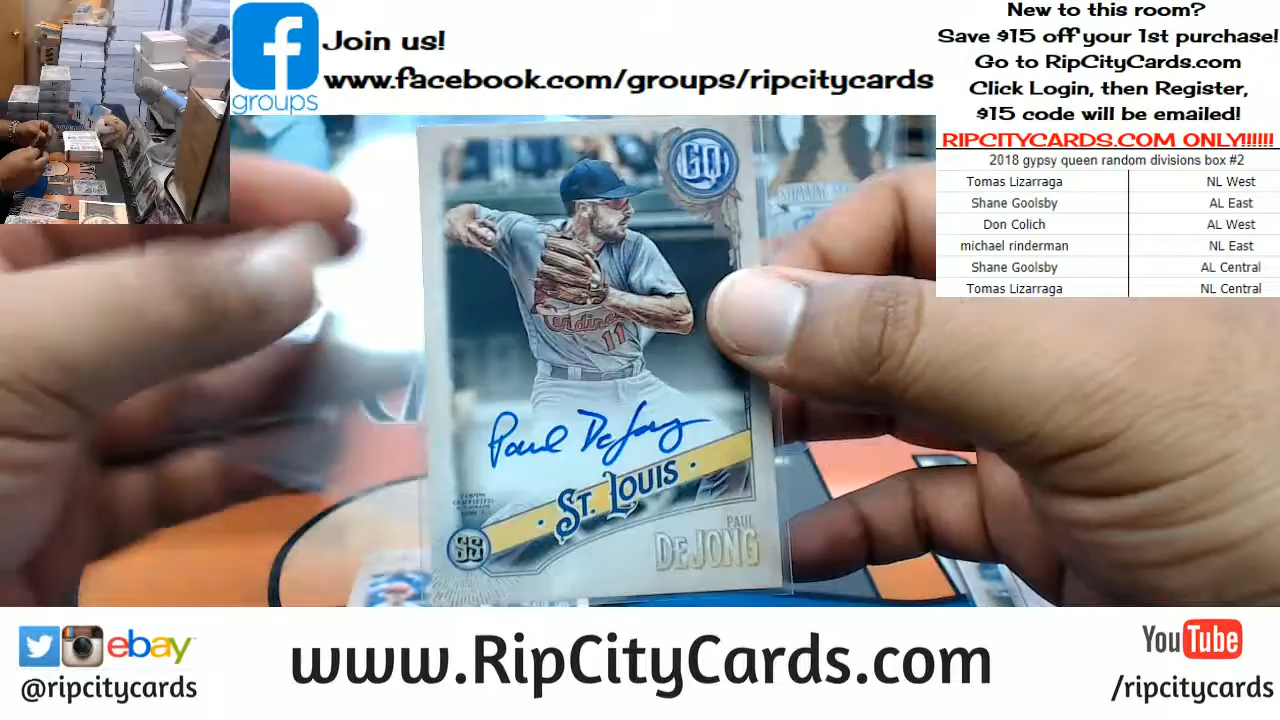 Join us!
www.facebook.com/groups/ripcitycards
groups
New to this room?
Save $15 off your 1st purchase!
Go to RipCityCards.com
Click Login, then Register,
$15 code will be emailed!
RIPCITYCARDS.COM ONLY!!!!!!
2018 gypsy queen random divisions box #2
Tomas Lizarraga NL West
Shane Goolsby AL East
Don Colich AL West
michael rinderman NL East
Shane Goolsby AL Central
Tomas Lizarraga NL Central
GQ
Cardinals
11
Paul DeJong
ST. LOUIS
SS
PAUL
DEJONG
ebay
@ripcitycards
www.RipCityCards.com
YouTube
/ripcitycards